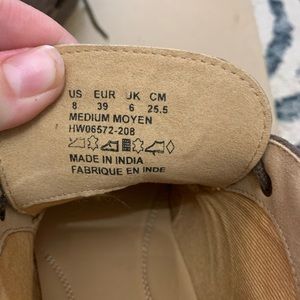 US EUR UK CM
8 39 6 25.5
MEDIUM MOYEN
HW06572-208
MADE IN INDIA
FABRIQUE EN INDE